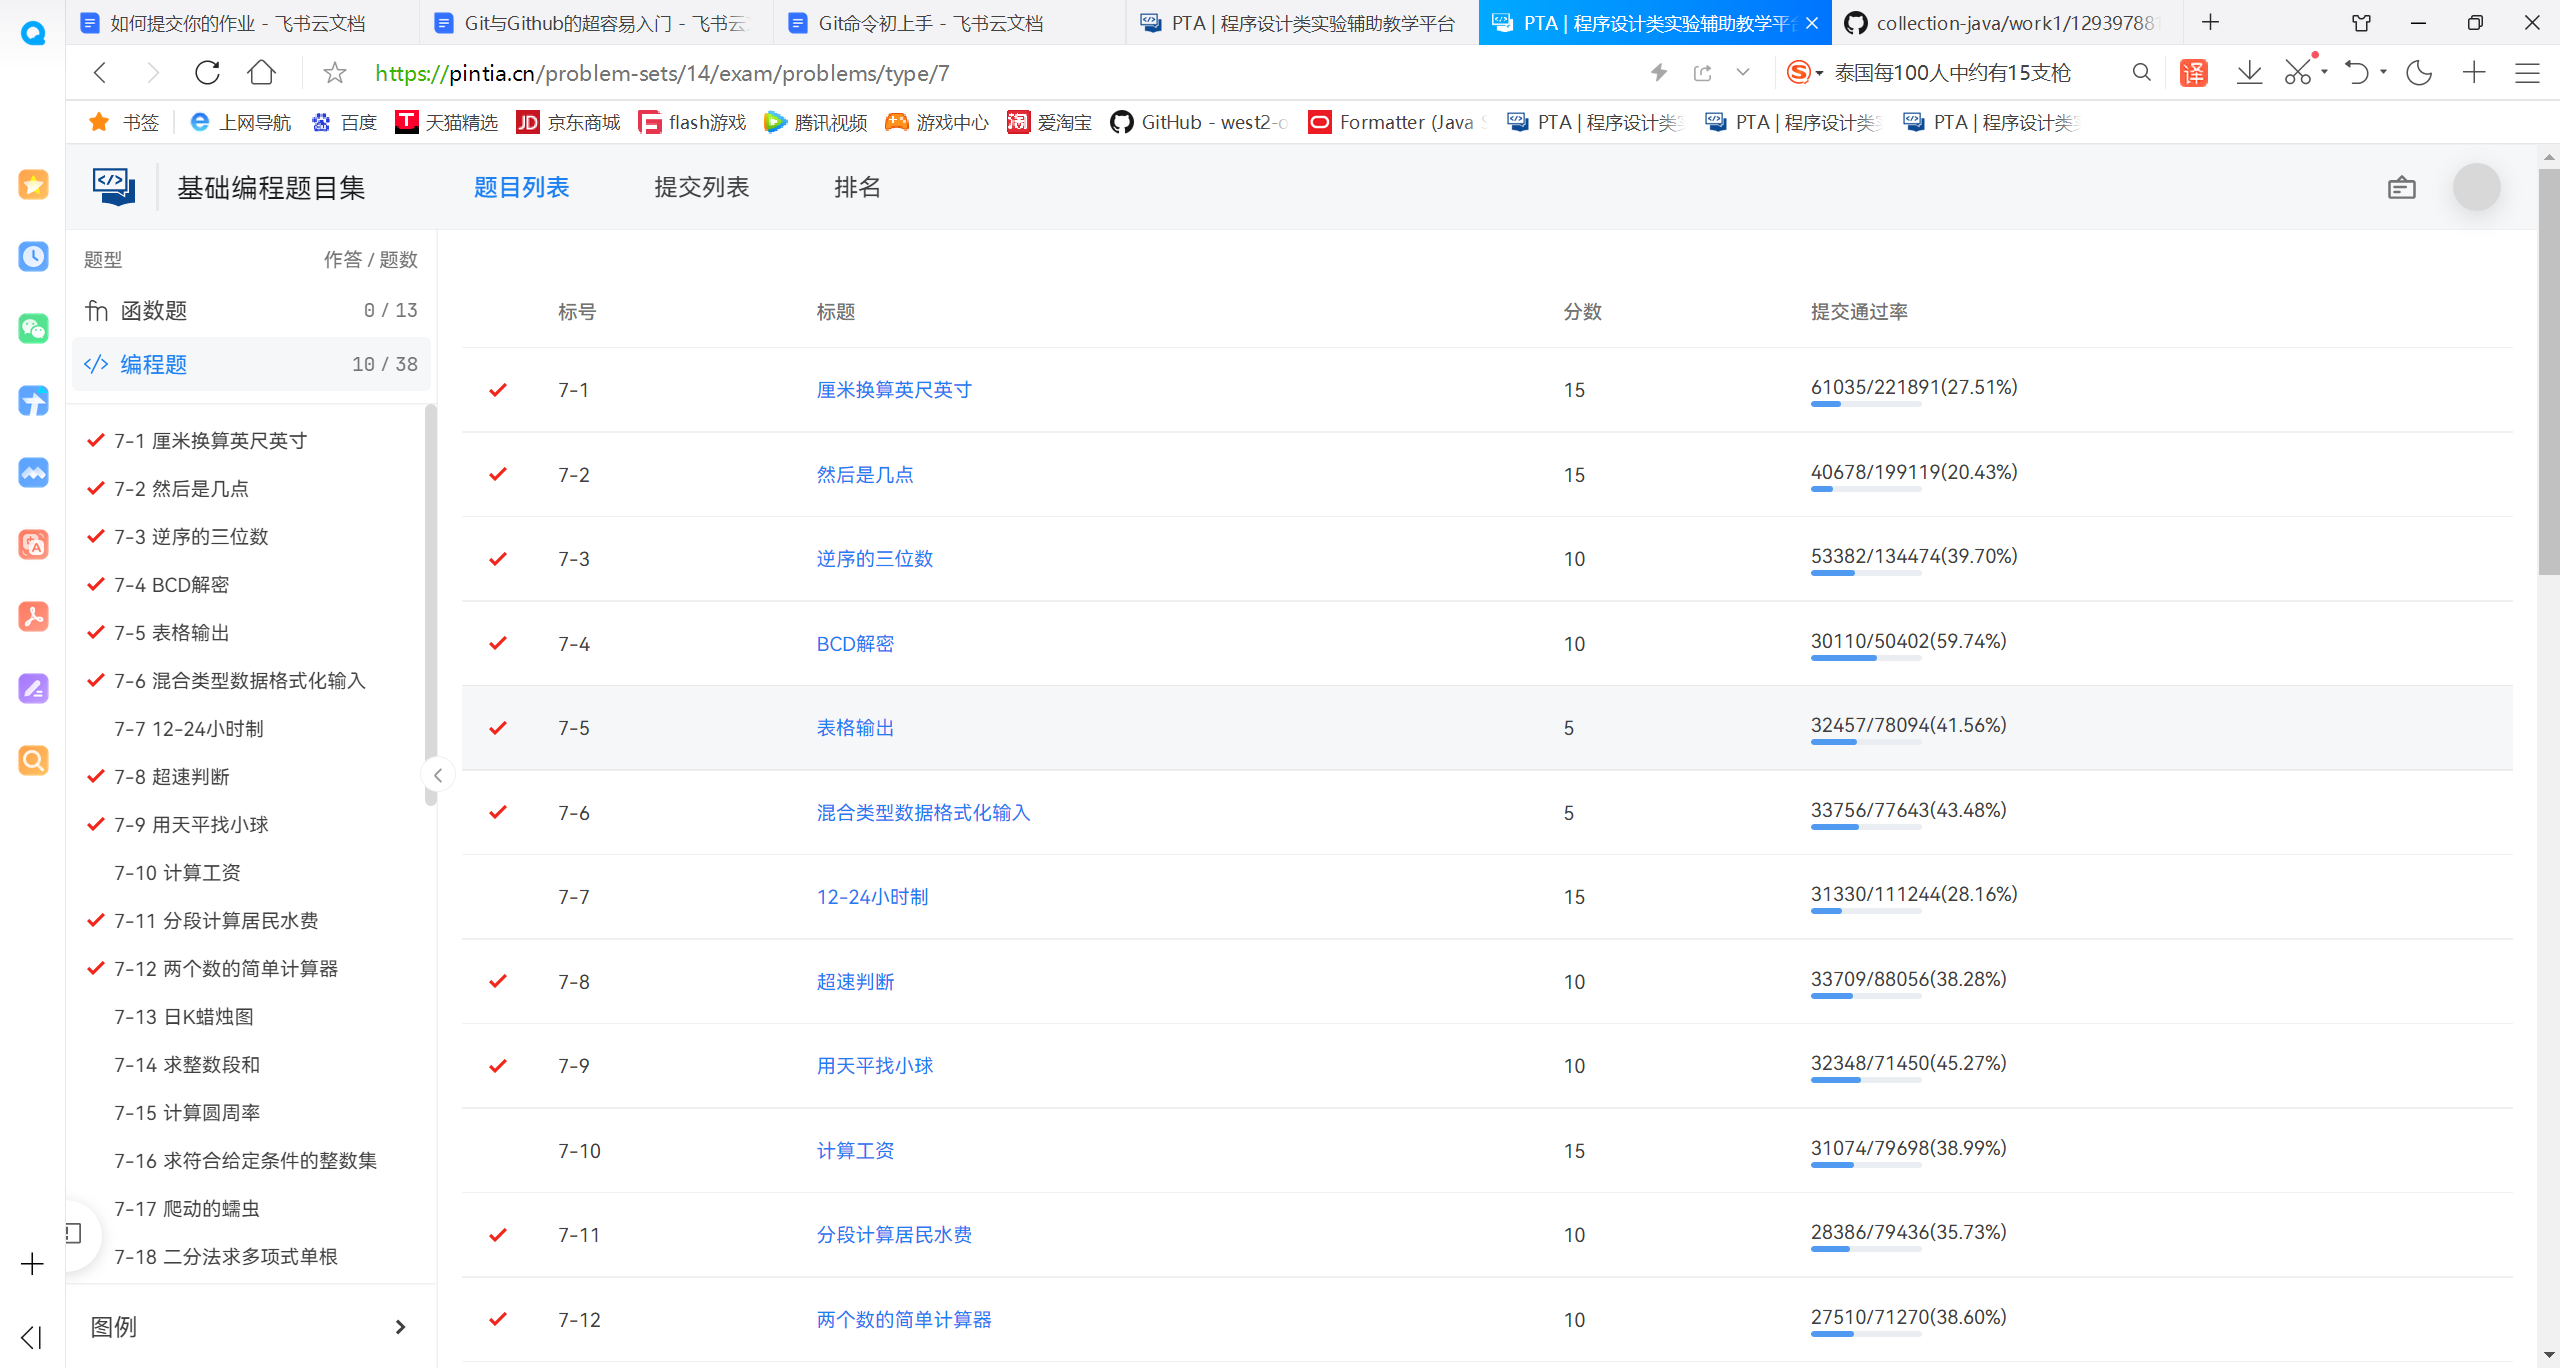 如何提交你的作业 - 飞书云文档
Git与Github的超容易入门 - 飞书云
Git命令初上手 - 飞书云文档
PTA | 程序设计类实验辅助教学平台
PTA | 程序设计类实验辅助教学平
collection-java/work1/12939788
https://pintia.cn/problem-sets/14/exam/problems/type/7
泰国每100人中约有15支枪
译
书签
上网导航
百度
天猫精选
京东商城
flash游戏
腾讯视频
游戏中心
爱淘宝
GitHub - west2-o
Formatter (Java S
PTA | 程序设计类
PTA | 程序设计类
PTA | 程序设计类
基础编程题目集
题目列表
提交列表
排名
题型 作答 / 题数
fn 函数题 0 / 13
</> 编程题 10 / 38
7-1 厘米换算英尺英寸
7-2 然后是几点
7-3 逆序的三位数
7-4 BCD解密
7-5 表格输出
7-6 混合类型数据格式化输入
7-7 12-24小时制
7-8 超速判断
7-9 用天平找小球
7-10 计算工资
7-11 分段计算居民水费
7-12 两个数的简单计算器
7-13 日K蜡烛图
7-14 求整数段和
7-15 计算圆周率
7-16 求符合给定条件的整数集
7-17 爬动的蠕虫
7-18 二分法求多项式单根
图例
标号 标题 分数 提交通过率
7-1 厘米换算英尺英寸 15 61035/221891(27.51%)
7-2 然后是几点 15 40678/199119(20.43%)
7-3 逆序的三位数 10 53382/134474(39.70%)
7-4 BCD解密 10 30110/50402(59.74%)
7-5 表格输出 5 32457/78094(41.56%)
7-6 混合类型数据格式化输入 5 33756/77643(43.48%)
7-7 12-24小时制 15 31330/111244(28.16%)
7-8 超速判断 10 33709/88056(38.28%)
7-9 用天平找小球 10 32348/71450(45.27%)
7-10 计算工资 15 31074/79698(38.99%)
7-11 分段计算居民水费 10 28386/79436(35.73%)
7-12 两个数的简单计算器 10 27510/71270(38.60%)